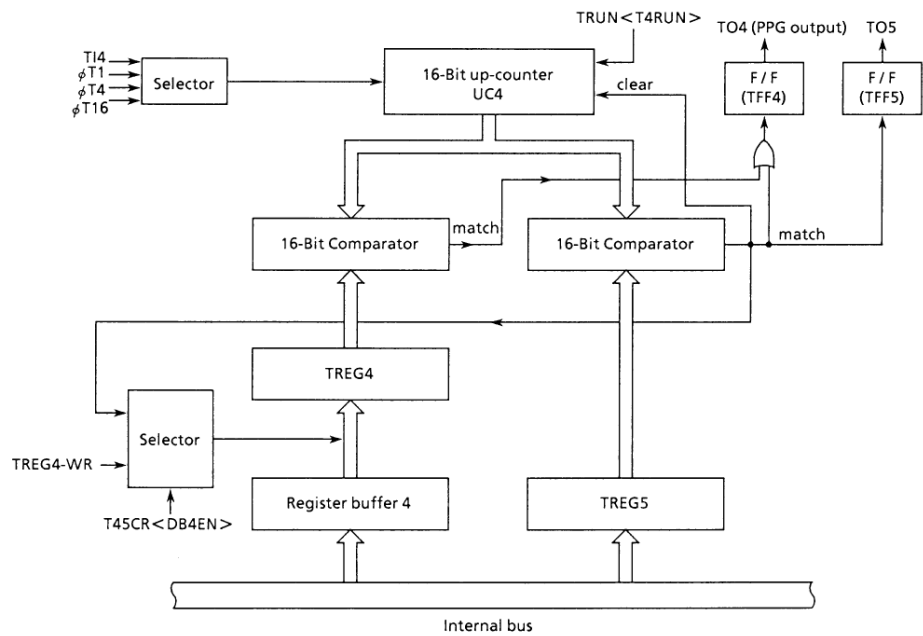 TRUN<T4RUN>
TO4 (PPG output)
TO5
TI4
φT1
φT4
φT16
Selector
16-Bit up-counter
UC4
clear
F / F
(TFF4)
F / F
(TFF5)
16-Bit Comparator
match
16-Bit Comparator
match
TREG4
Selector
TREG4-WR
T45CR<DB4EN>
Register buffer 4
TREG5
Internal bus